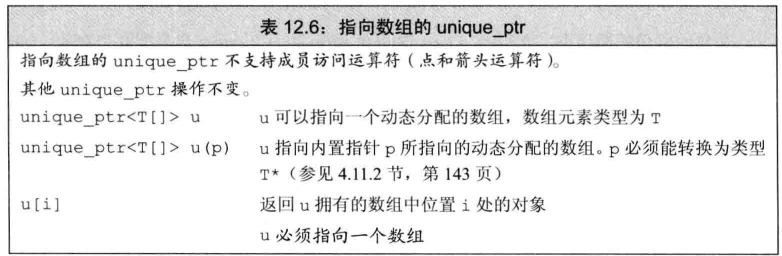 表 12.6：指向数组的 unique_ptr
指向数组的 unique_ptr 不支持成员访问运算符（点和箭头运算符）。
其他 unique_ptr 操作不变。
unique_ptr<T[]> u u 可以指向一个动态分配的数组，数组元素类型为 T
unique_ptr<T[]> u(p) u 指向内置指针 p 所指向的动态分配的数组。p 必须能转换为类型
T*（参见 4.11.2 节，第 143 页）
u[i] 返回 u 拥有的数组中位置 i 处的对象
u 必须指向一个数组